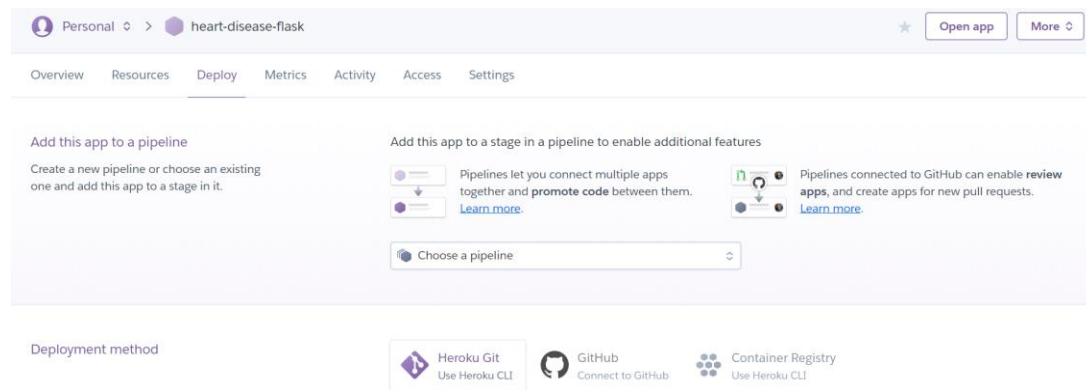 Personal > heart-disease-flask
Open app
More
Overview Resources Deploy Metrics Activity Access Settings
Add this app to a pipeline
Create a new pipeline or choose an existing
one and add this app to a stage in it.
Add this app to a stage in a pipeline to enable additional features
Pipelines let you connect multiple apps
together and promote code between them.
Learn more.
Pipelines connected to GitHub can enable review
apps, and create apps for new pull requests.
Learn more.
Choose a pipeline
Deployment method
Heroku Git
Use Heroku CLI
GitHub
Connect to GitHub
Container Registry
Use Heroku CLI